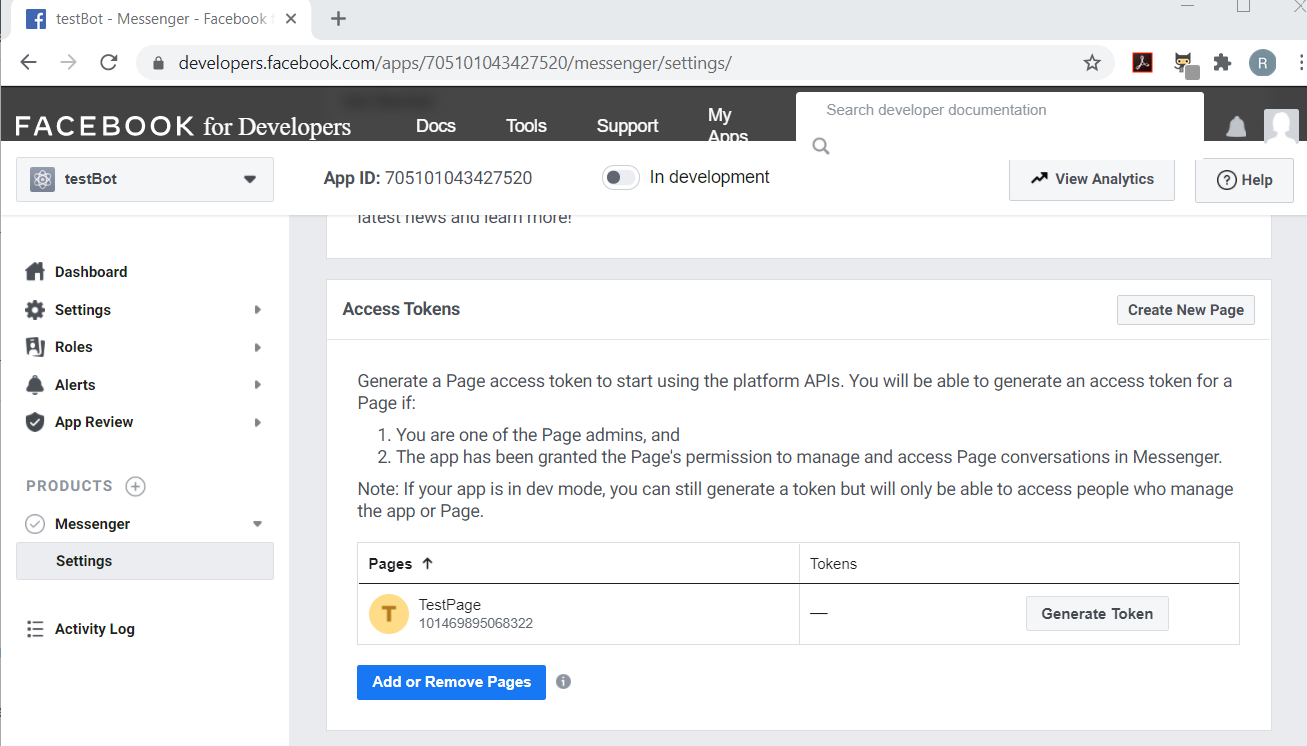 testBot - Messenger - Facebook f
developers.facebook.com/apps/705101043427520/messenger/settings/
R
FACEBOOK for Developers
Docs
Tools
Support
My Apps
Search developer documentation
testBot
App ID: 705101043427520
In development
View Analytics
Help
latest news and learn more!
Dashboard
Settings
Roles
Alerts
App Review
PRODUCTS
Messenger
Settings
Activity Log
Access Tokens
Create New Page
Generate a Page access token to start using the platform APIs. You will be able to generate an access token for a
Page if:
1. You are one of the Page admins, and
2. The app has been granted the Page's permission to manage and access Page conversations in Messenger.
Note: If your app is in dev mode, you can still generate a token but will only be able to access people who manage
the app or Page.
Pages
Tokens
T
TestPage
101469895068322
—
Generate Token
Add or Remove Pages